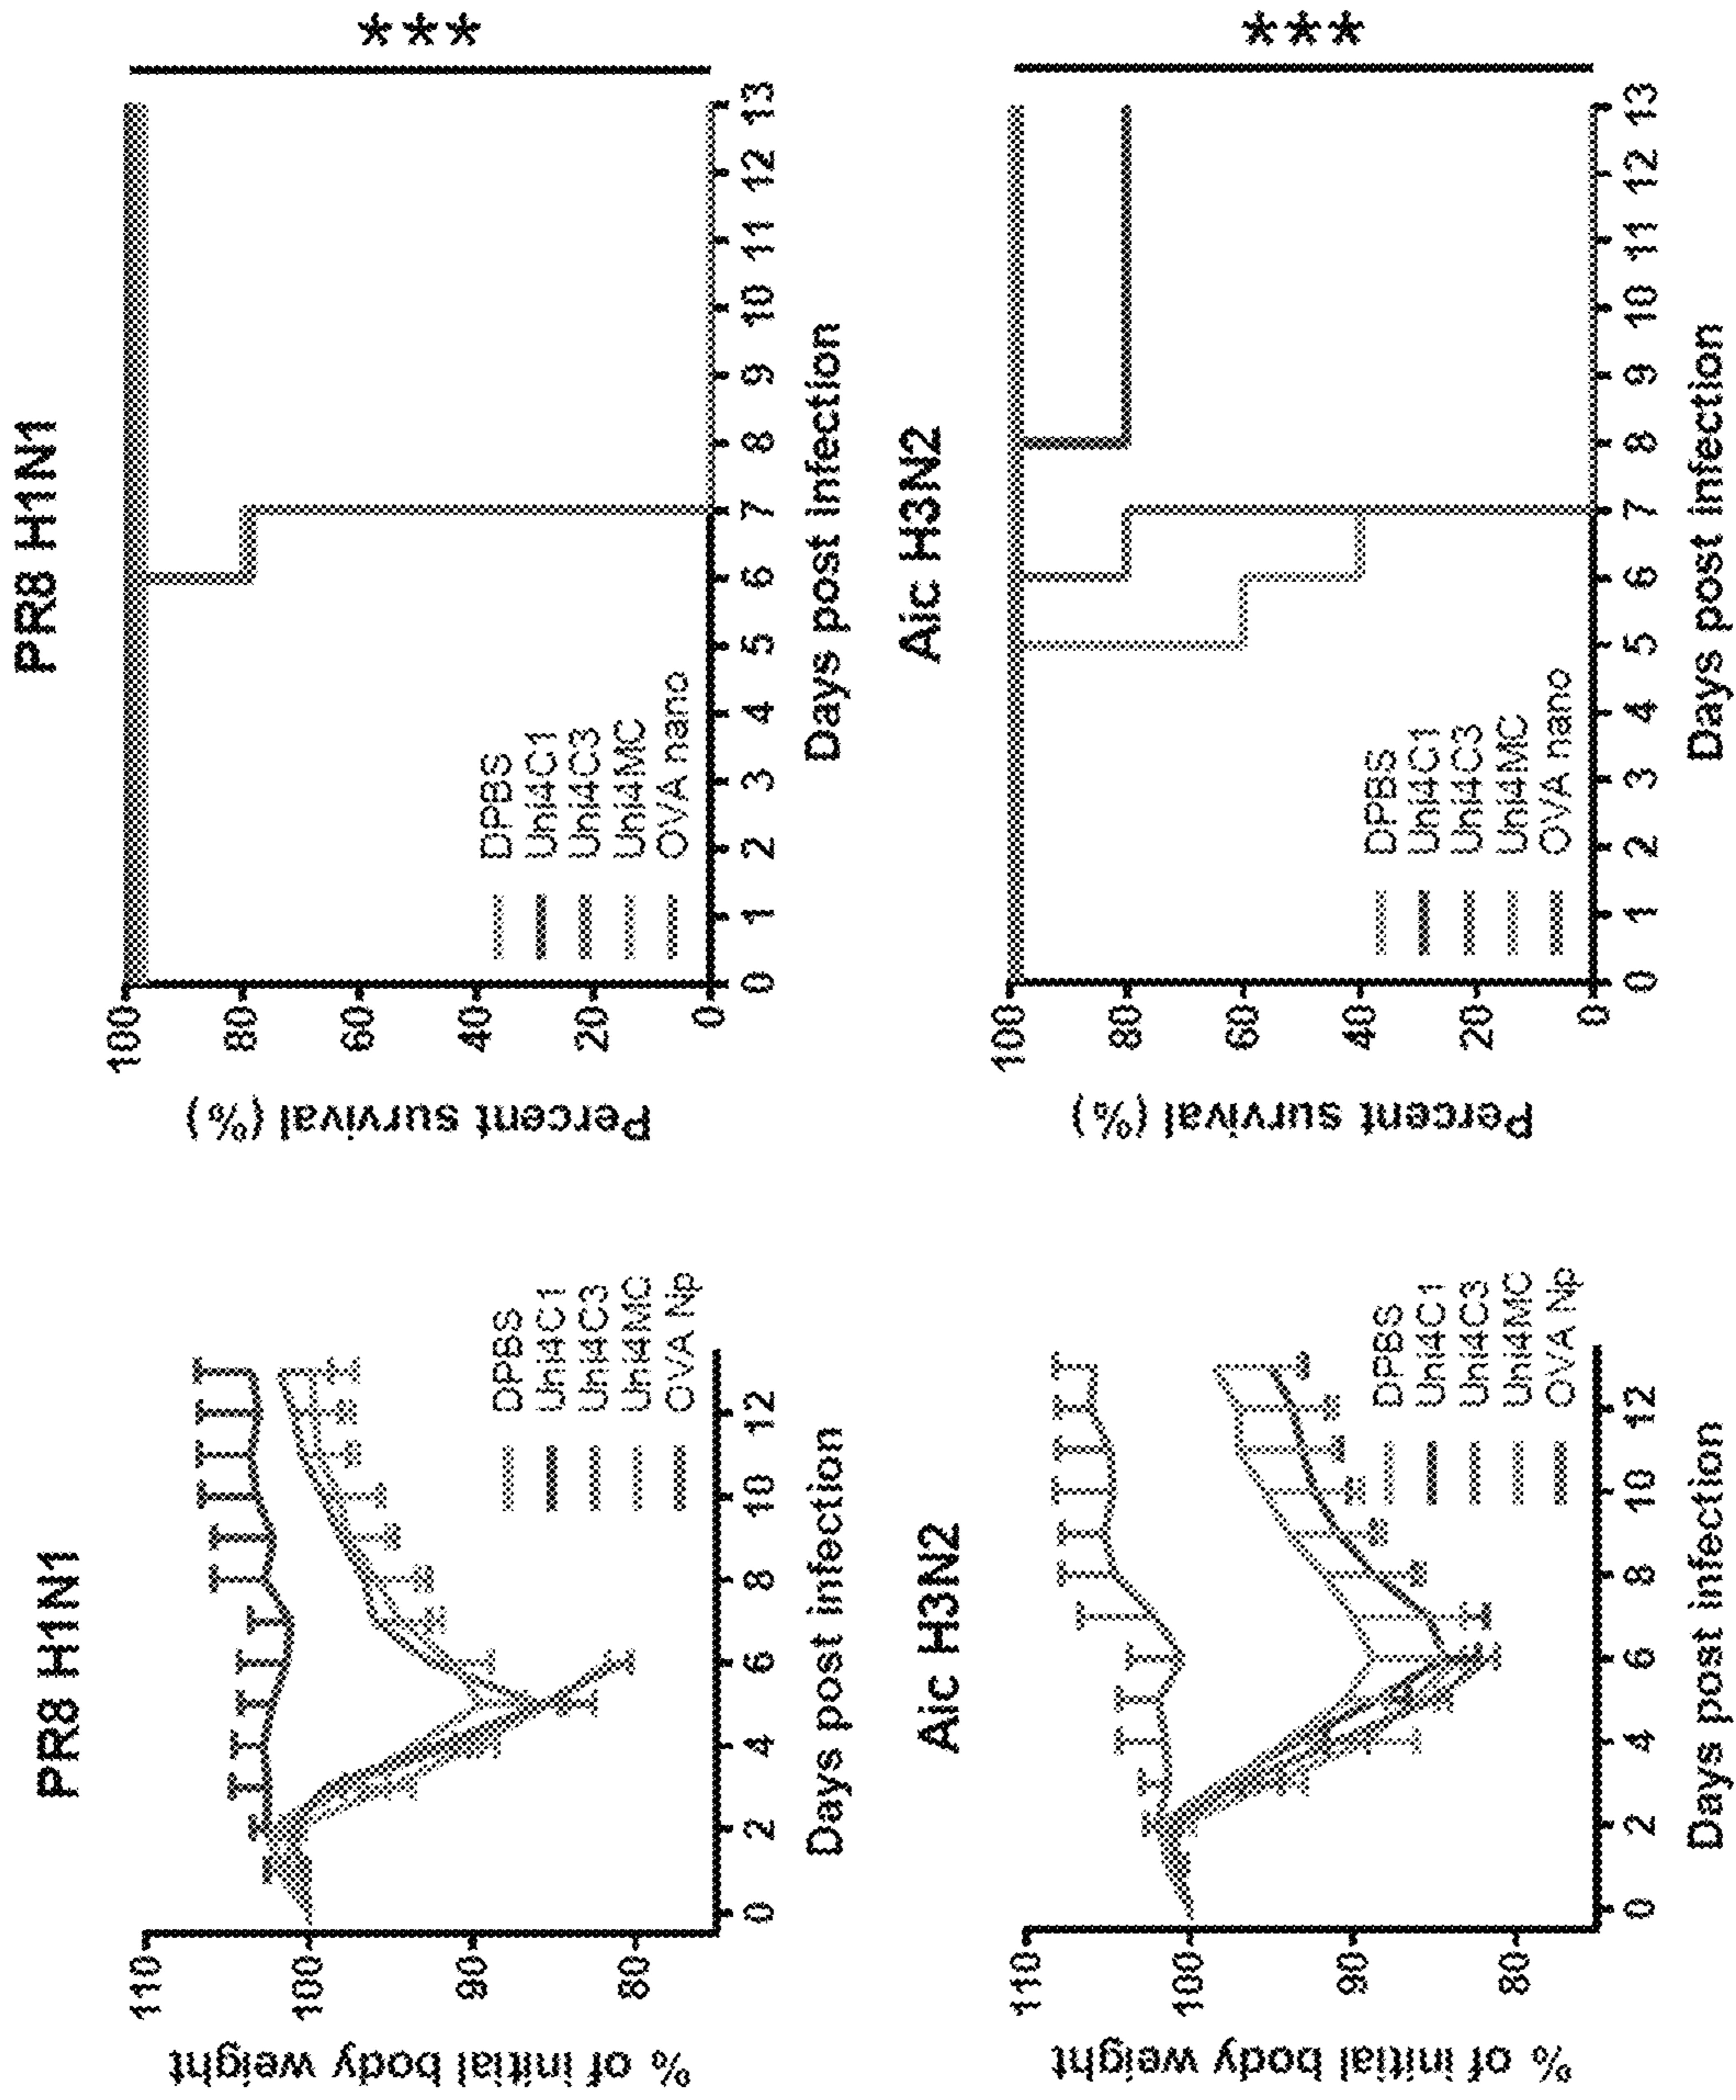 PR8 H1N1
% of initial body weight
110
100
90
80
0 2 4 6 8 10 12
Days post infection
DPBS
Uni4C1
Uni4C3
Uni4MC
OVA Np
PR8 H1N1
Percent survival (%)
100
80
60
40
20
0
0 1 2 3 4 5 6 7 8 9 10 11 12 13
Days post infection
DPBS
Uni4C1
Uni4C3
Uni4MC
OVA nano
***
Aic H3N2
% of initial body weight
110
100
90
80
0 2 4 6 8 10 12
Days post infection
DPBS
Uni4C1
Uni4C3
Uni4MC
OVA Np
Aic H3N2
Percent survival (%)
100
80
60
40
20
0
0 1 2 3 4 5 6 7 8 9 10 11 12 13
Days post infection
DPBS
Uni4C1
Uni4C3
Uni4MC
OVA nano
***